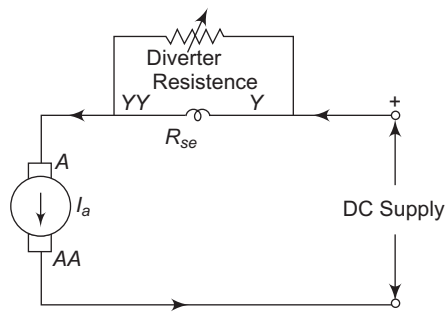 Diverter
Resistence
YY
Y
R_se
+
A
I_a
AA
DC Supply